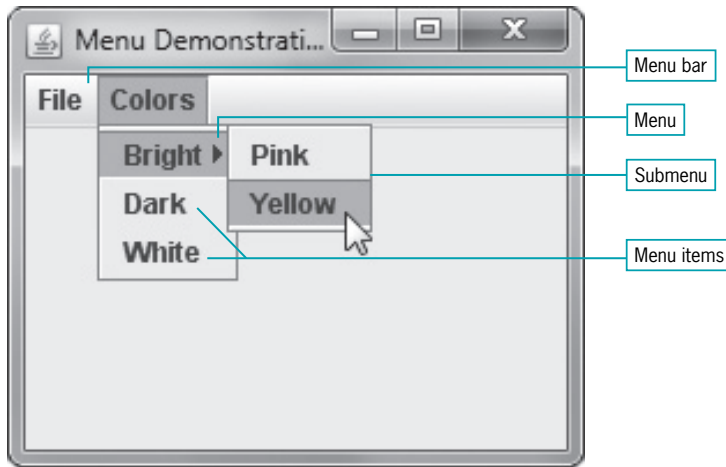 Menu Demonstrati...
File Colors
Bright Pink
Dark Yellow
White
Menu bar
Menu
Submenu
Menu items